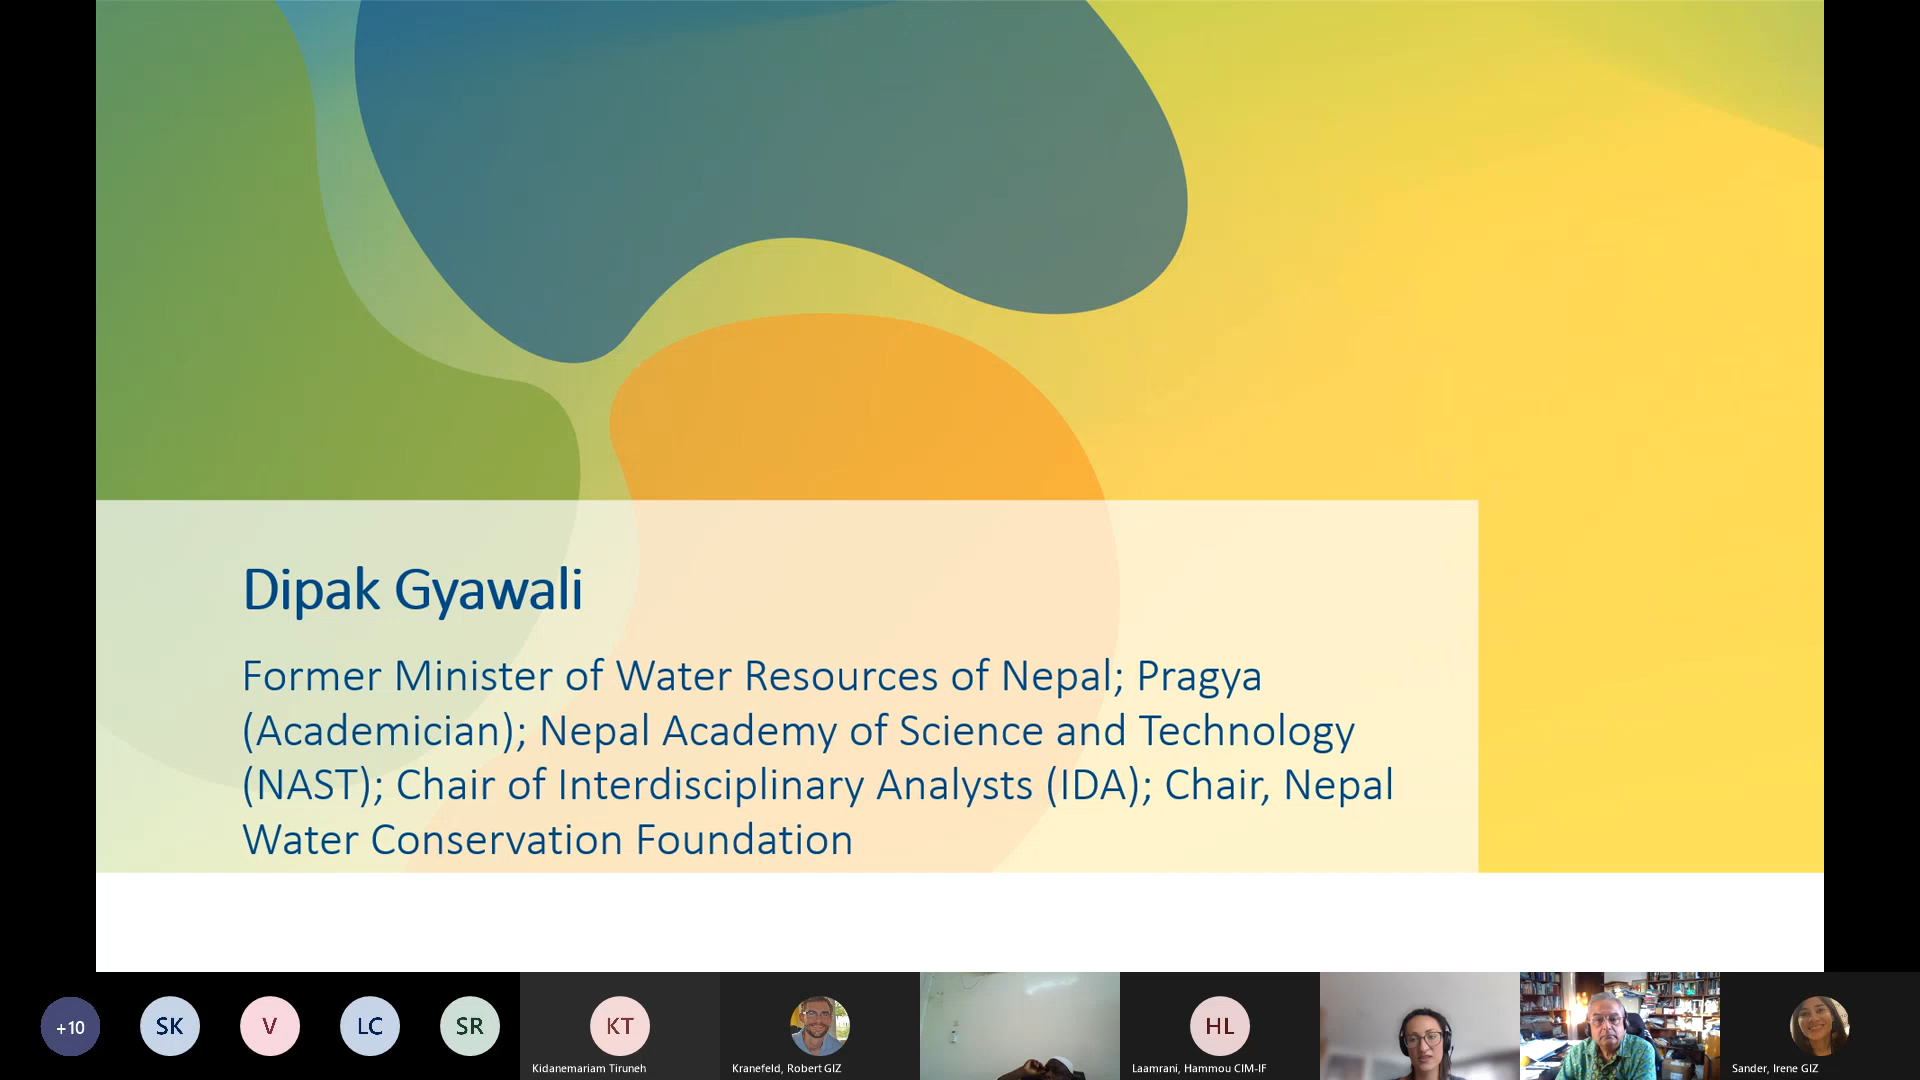 Dipak Gyawali
Former Minister of Water Resources of Nepal; Pragya
(Academician); Nepal Academy of Science and Technology
(NAST); Chair of Interdisciplinary Analysts (IDA); Chair, Nepal
Water Conservation Foundation
+10
SK
V
LC
SR
KT
HL
Kidanemariam Tiruneh
Kranefeld, Robert GIZ
Laamrani, Hammou CIM-IF
Sander, Irene GIZ